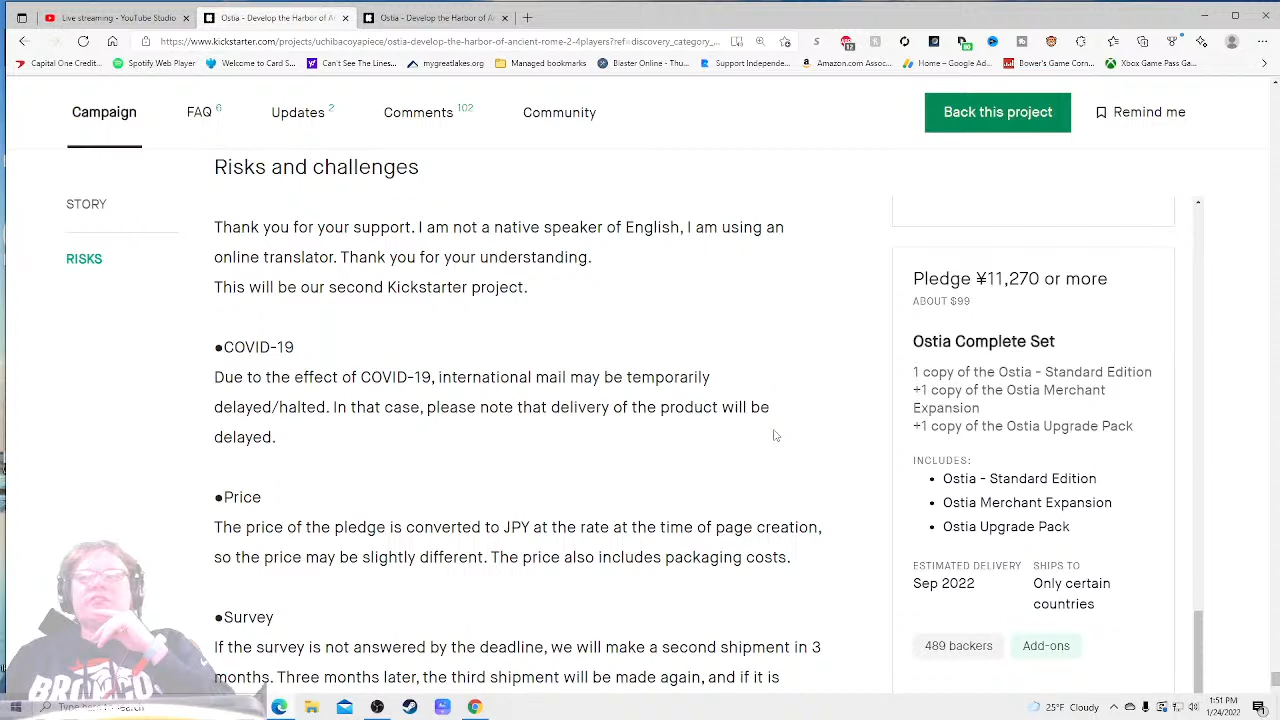 Live streaming - YouTube Studio
Ostia - Develop the Harbor of A
Ostia - Develop the Harbor of A
https://www.kickstarter.com/projects/uchibacoyapiece/ostia-develop-the-harbor-of-ancient-rome-2-4players?ref=discovery_category_...
Capital One Credit...
Spotify Web Player
Welcome to Cand S...
Can't See The Lines...
mygreatlakes.org
Managed bookmarks
Blaster Online - Thu...
Support Independe...
Amazon.com Assoc...
Home – Google Ad...
Bower's Game Corn...
Xbox Game Pass Ga...
Campaign
FAQ 6
Updates 2
Comments 102
Community
Back this project
Remind me
STORY
RISKS
Risks and challenges
Thank you for your support. I am not a native speaker of English, I am using an
online translator. Thank you for your understanding.
This will be our second Kickstarter project.
●COVID-19
Due to the effect of COVID-19, international mail may be temporarily
delayed/halted. In that case, please note that delivery of the product will be
delayed.
●Price
The price of the pledge is converted to JPY at the rate at the time of page creation,
so the price may be slightly different. The price also includes packaging costs.
●Survey
If the survey is not answered by the deadline, we will make a second shipment in 3
months. Three months later, the third shipment will be made again, and if it is
Pledge ¥11,270 or more
ABOUT $99
Ostia Complete Set
1 copy of the Ostia - Standard Edition
+1 copy of the Ostia Merchant
Expansion
+1 copy of the Ostia Upgrade Pack
INCLUDES:
• Ostia - Standard Edition
• Ostia Merchant Expansion
• Ostia Upgrade Pack
ESTIMATED DELIVERY
Sep 2022
SHIPS TO
Only certain
countries
489 backers
Add-ons
Type here to search
25°F Cloudy
1:51 PM
1/24/2022